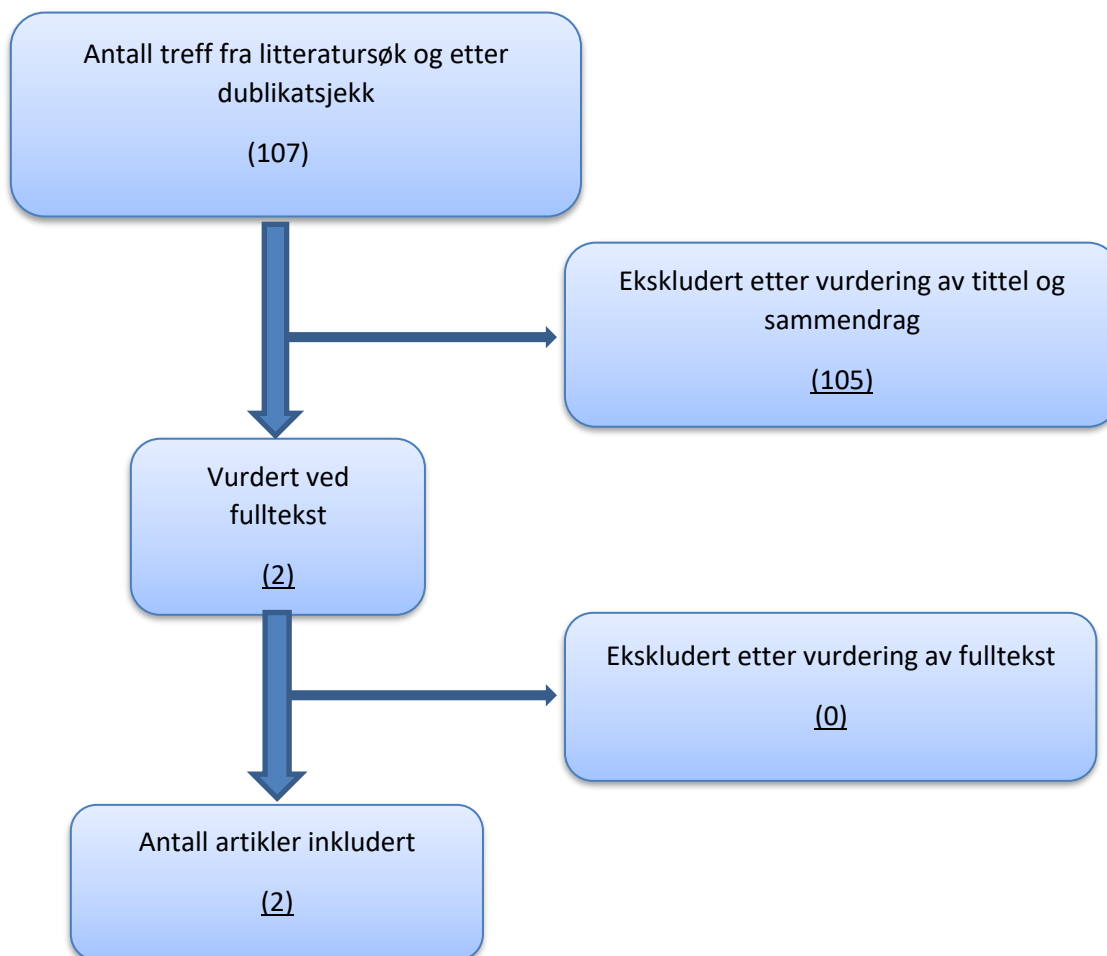 Antall treff fra litteratursøk og etter
dublikatsjekk
(107)
Ekskludert etter vurdering av tittel og
sammendrag
(105)
Vurdert ved
fulltekst
(2)
Ekskludert etter vurdering av fulltekst
(0)
Antall artikler inkludert
(2)